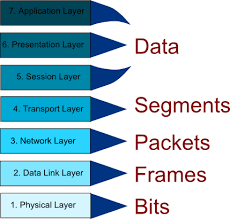 7. Application Layer
6. Presentation Layer
Data
5. Session Layer
4. Transport Layer
Segments
3. Network Layer
Packets
2. Data Link Layer
Frames
1. Physical Layer
Bits